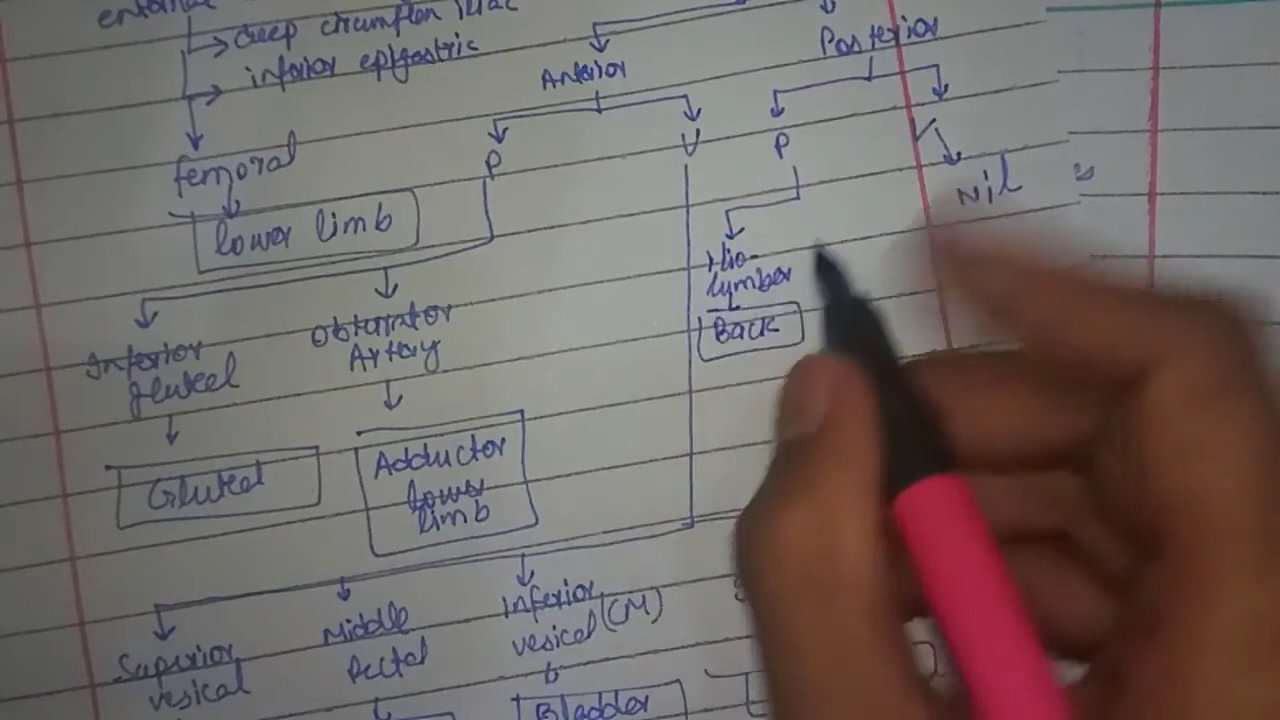 deep circumflex iliac
inferior epigastric
Posterior
Anterior
femoral
P
V
P
V
Nil
lower limb
Ilio-
lumbar
Back
Inferior
gluteal
Obturator
Artery
Gluteal
Adductor
lower
limb
Superior
vesical
Middle
Rectal
Inferior
vesical (M)
Bladder